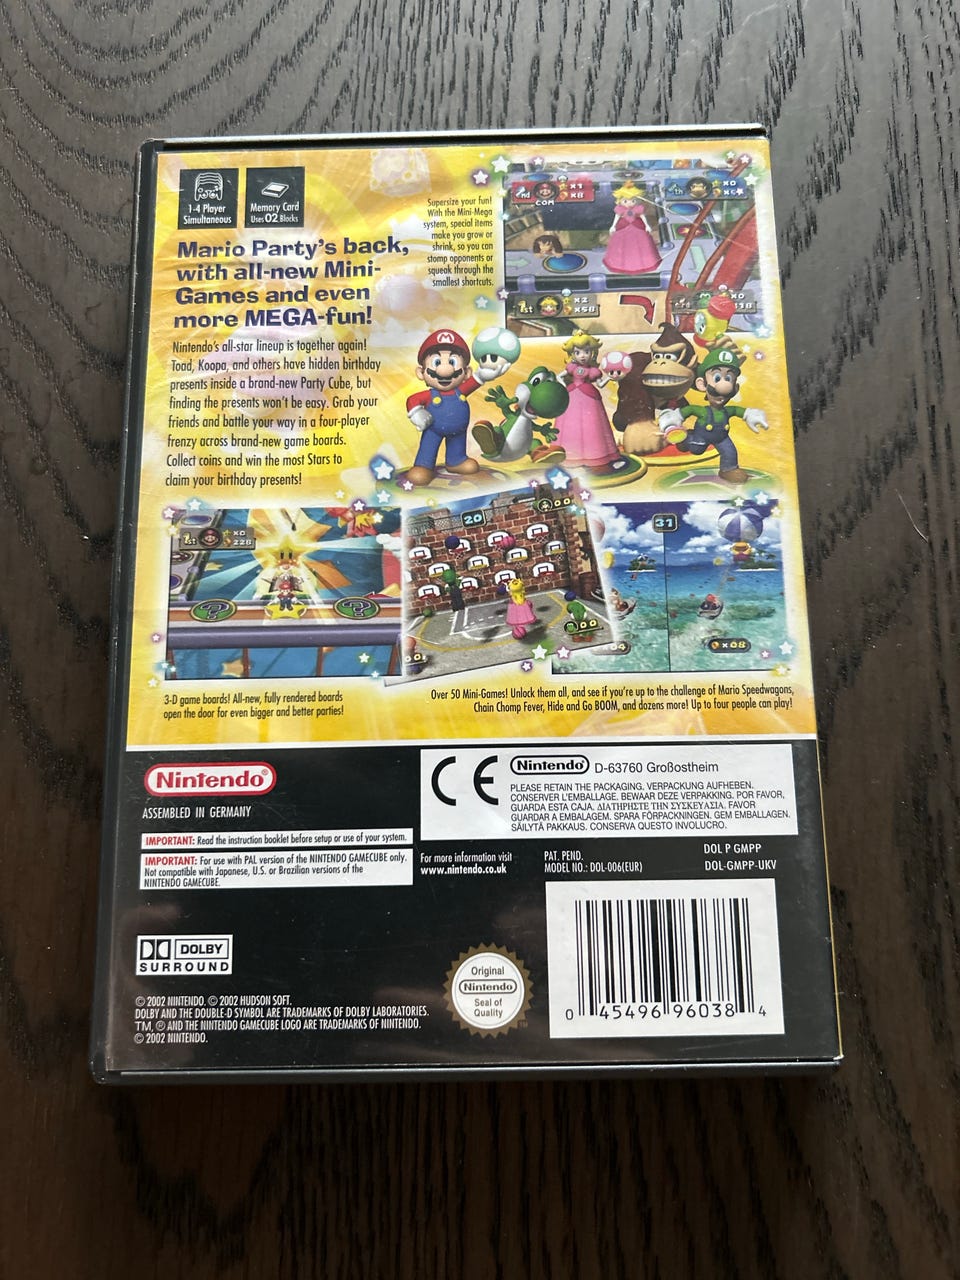 1-4 Player
Simultaneous
Memory Card
Uses 02 Blocks
Mario Party's back,
with all-new Mini-
Games and even
more MEGA-fun!
Nintendo's all-star lineup is together again!
Toad, Koopa, and others have hidden birthday
presents inside a brand-new Party Cube, but
finding the presents won't be easy. Grab your
friends and battle your way in a four-player
frenzy across brand-new game boards.
Collect coins and win the most Stars to
claim your birthday presents!
Supersize your fun!
With the Mini-Mega
system, special items
make you grow or
shrink, so you can
stomp opponents or
squeak through the
smallest shortcuts.
COM
1st
x2
x58
1st
x0
228
20
31
x08
3-D game boards! All-new, fully rendered boards
open the door for even bigger and better parties!
Over 50 Mini-Games! Unlock them all, and see if you're up to the challenge of Mario Speedwagons,
Chain Chomp Fever, Hide and Go BOOM, and dozens more! Up to four people can play!
Nintendo®
ASSEMBLED IN GERMANY
CE
Nintendo® D-63760 Großostheim
PLEASE RETAIN THE PACKAGING. VERPACKUNG AUFHEBEN.
CONSERVER L'EMBALLAGE. BEWAAR DEZE VERPAKKING. POR FAVOR,
GUARDA ESTA CAJA. ΔΙΑΤΗΡΗΣΤΕ ΤΗΝ ΣΥΣΚΕΥΑΣΙΑ. FAVOR
GUARDAR A EMBALAGEM. SPARA FÖRPACKNINGEN. GEM EMBALLAGEN.
SÄILYTÄ PAKKAUS. CONSERVA QUESTO INVOLUCRO.
IMPORTANT: Read the instruction booklet before setup or use of your system.
IMPORTANT: For use with PAL version of the NINTENDO GAMECUBE only.
Not compatible with Japanese, U.S. or Brazilian versions of the
NINTENDO GAMECUBE.
For more information visit
www.nintendo.co.uk
PAT. PEND.
MODEL NO.: DOL-006(EUR)
DOL P GMPP
DOL-GMPP-UKV
DOLBY
SURROUND
Original
Nintendo
Seal of
Quality
TM
0 45496 96038 4
© 2002 NINTENDO. © 2002 HUDSON SOFT.
DOLBY AND THE DOUBLE-D SYMBOL ARE TRADEMARKS OF DOLBY LABORATORIES.
TM, ® AND THE NINTENDO GAMECUBE LOGO ARE TRADEMARKS OF NINTENDO.
© 2002 NINTENDO.